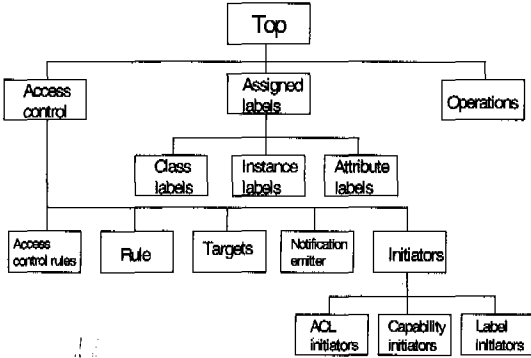 Top
Access
control
Assigned
labels
Operations
Class
labels
Instance
labels
Attribute
labels
Access
control rules
Rule
Targets
Notification
emitter
Initiators
ACL
initiators
Capability
initiators
Label
initiators